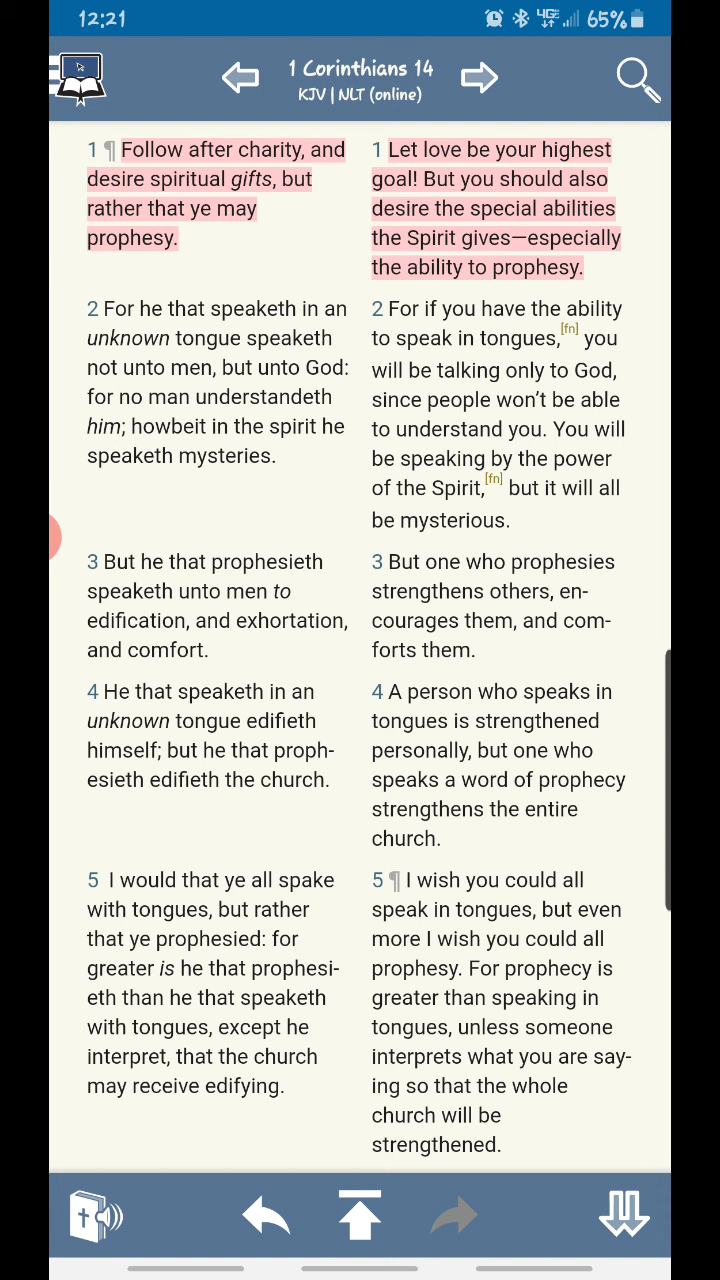 12:21
4GE 65%
1 Corinthians 14
KJV | NLT (online)
1 ¶ Follow after charity, and
desire spiritual gifts, but
rather that ye may
prophesy.
1 Let love be your highest
goal! But you should also
desire the special abilities
the Spirit gives—especially
the ability to prophesy.
2 For he that speaketh in an
unknown tongue speaketh
not unto men, but unto God:
for no man understandeth
him; howbeit in the spirit he
speaketh mysteries.
2 For if you have the ability
to speak in tongues,[fn] you
will be talking only to God,
since people won’t be able
to understand you. You will
be speaking by the power
of the Spirit,[fn] but it will all
be mysterious.
3 But he that prophesieth
speaketh unto men to
edification, and exhortation,
and comfort.
3 But one who prophesies
strengthens others, en-
courages them, and com-
forts them.
4 He that speaketh in an
unknown tongue edifieth
himself; but he that proph-
esieth edifieth the church.
4 A person who speaks in
tongues is strengthened
personally, but one who
speaks a word of prophecy
strengthens the entire
church.
5 I would that ye all spake
with tongues, but rather
that ye prophesied: for
greater is he that prophesi-
eth than he that speaketh
with tongues, except he
interpret, that the church
may receive edifying.
5 ¶ I wish you could all
speak in tongues, but even
more I wish you could all
prophesy. For prophecy is
greater than speaking in
tongues, unless someone
interprets what you are say-
ing so that the whole
church will be
strengthened.